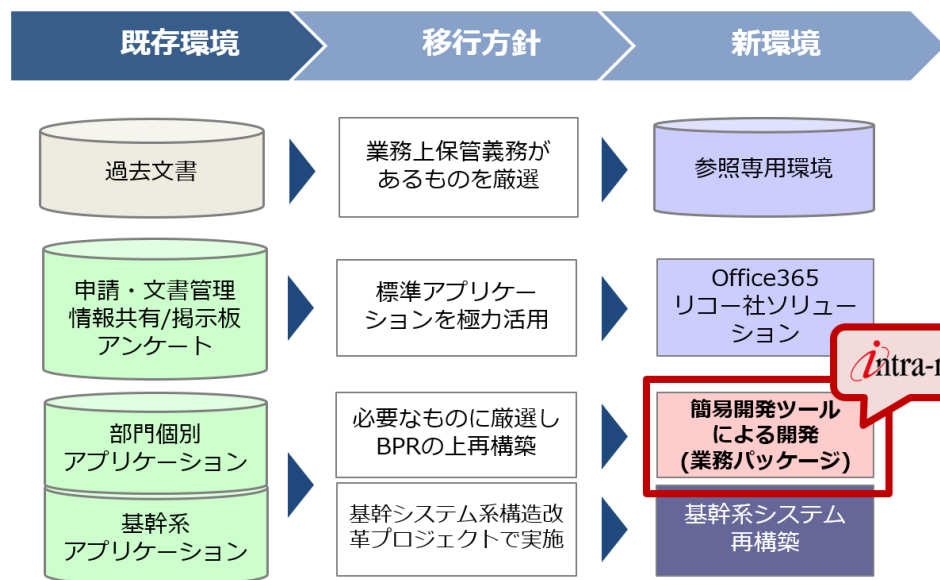 既存環境
移行方針
新環境
過去文書
業務上保管義務が
あるものを厳選
参照専用環境
申請・文書管理
情報共有/掲示板
アンケート
標準アプリケー
ションを極力活用
Office365
リコー社ソリュー
ション
intra-
部門個別
アプリケーション
必要なものに厳選し
BPRの上再構築
簡易開発ツール
による開発
(業務パッケージ)
基幹系
アプリケーション
基幹システム系構造改
革プロジェクトで実施
基幹系システム
再構築